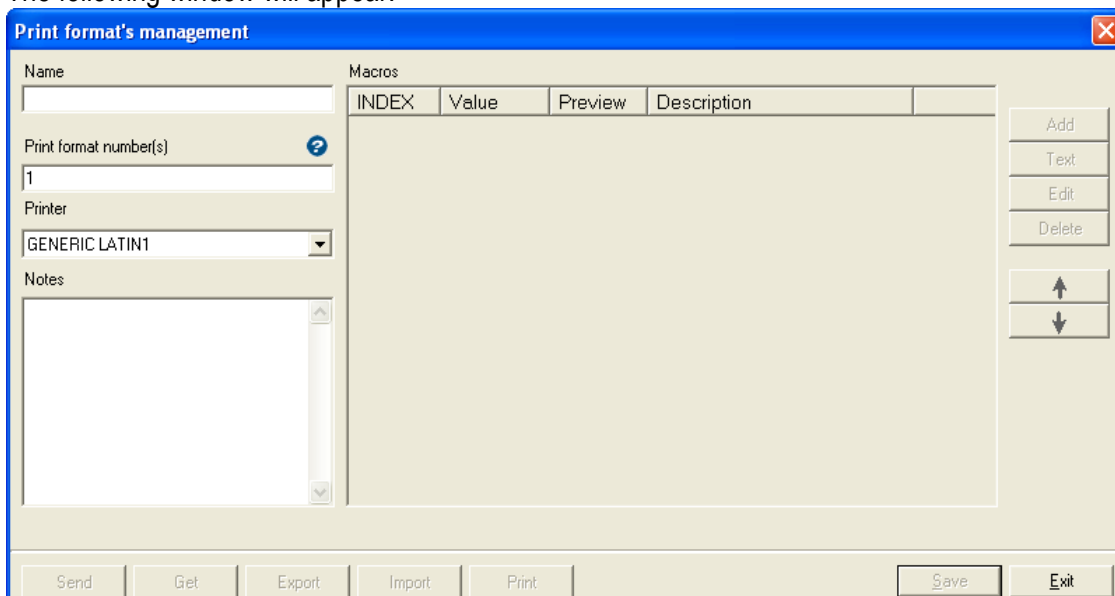 The following window will appear:
Print format's management
Name
Macros
INDEX Value Preview Description
Print format number(s) ?
1
Printer
GENERIC LATIN1
Notes
Add
Text
Edit
Delete
Send Get Export Import Print Save Exit